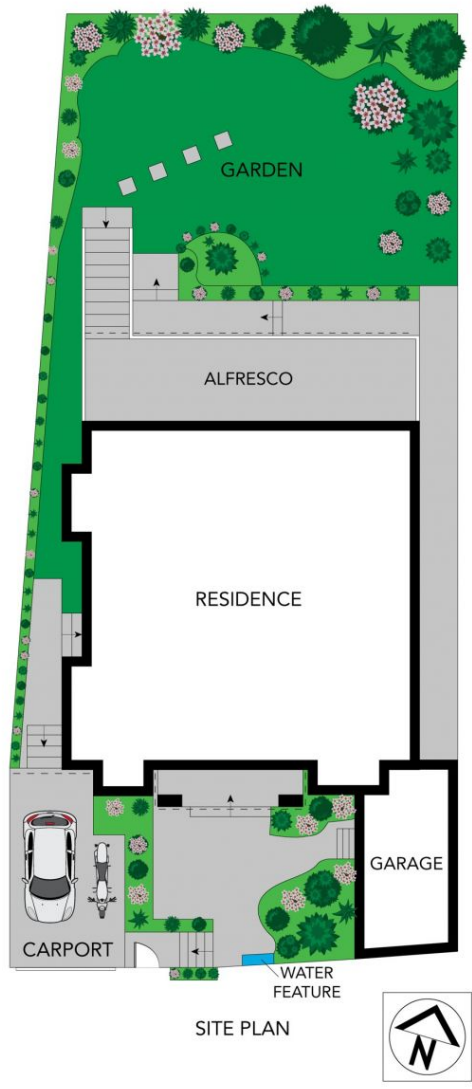 GARDEN
ALFRESCO
RESIDENCE
GARAGE
CARPORT
WATER
FEATURE
SITE PLAN
N